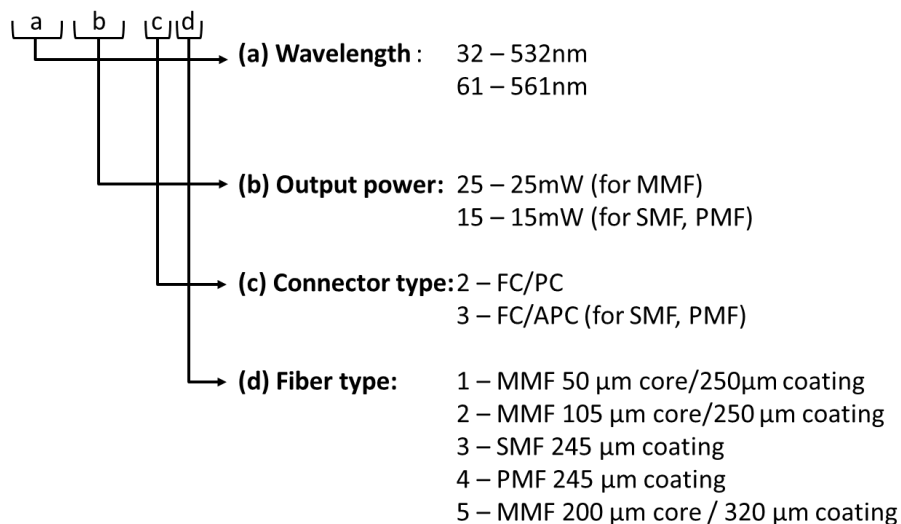 a b c d
(a) Wavelength : 32 – 532nm
61 – 561nm
(b) Output power: 25 – 25mW (for MMF)
15 – 15mW (for SMF, PMF)
(c) Connector type: 2 – FC/PC
3 – FC/APC (for SMF, PMF)
(d) Fiber type: 1 – MMF 50 µm core/250µm coating
2 – MMF 105 µm core/250 µm coating
3 – SMF 245 µm coating
4 – PMF 245 µm coating
5 – MMF 200 µm core / 320 µm coating